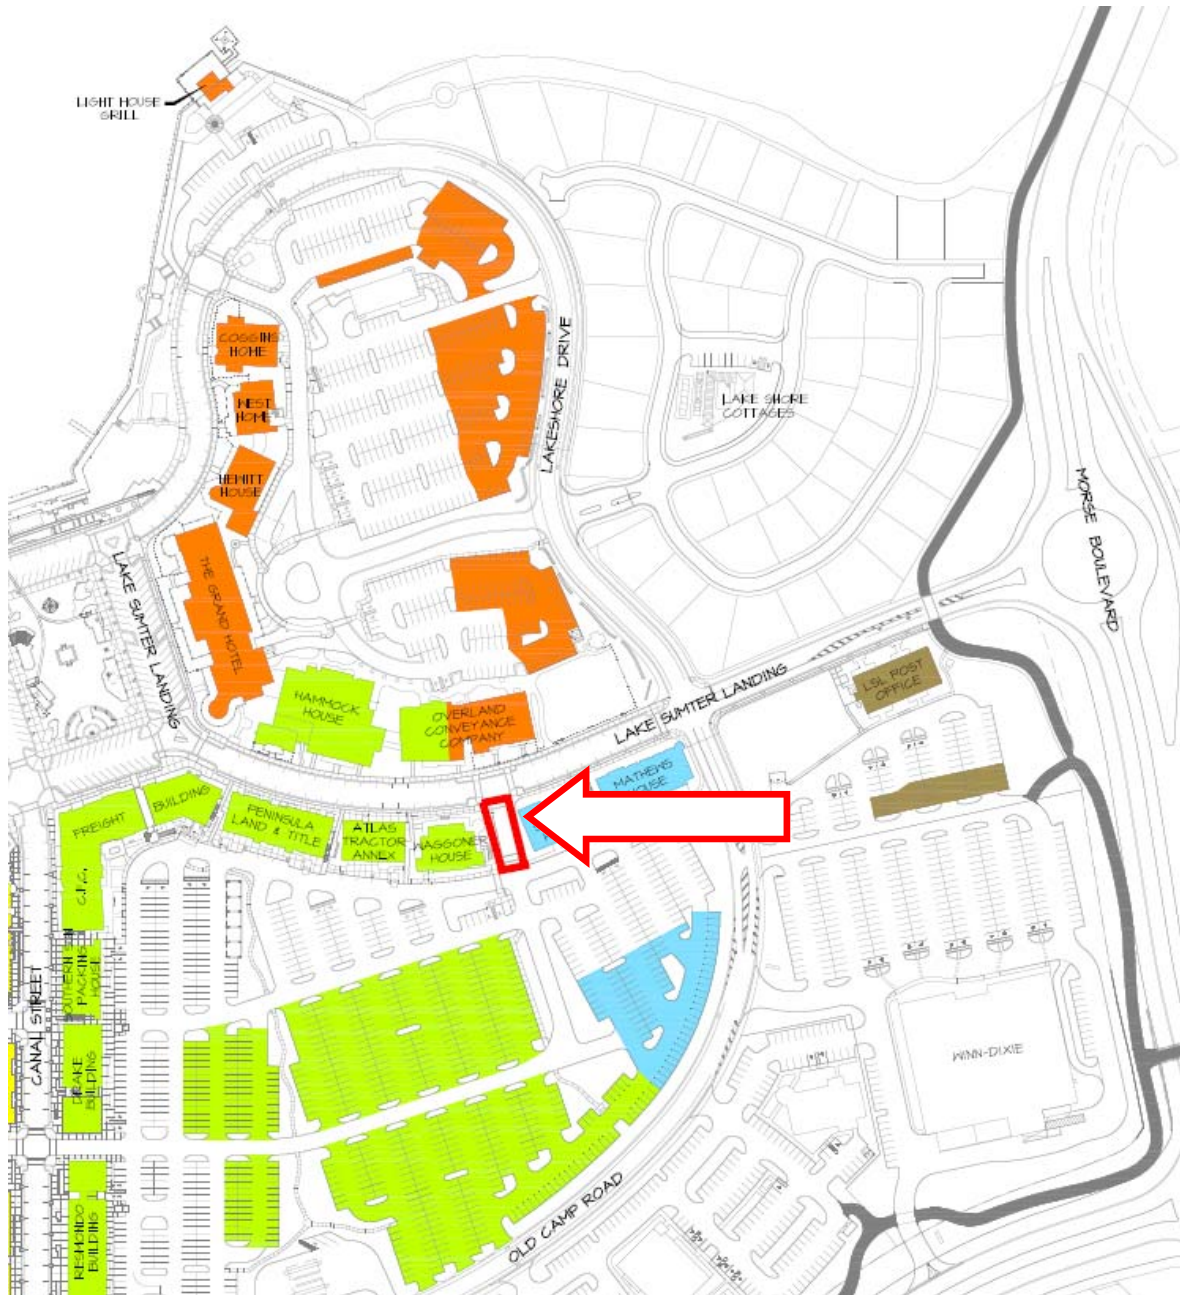 LIGHT HOUSE
GRILL
COGGINS
HOME
WEST
HOME
HEWITT
HOUSE
LAKESHORE DRIVE
LAKE SHORE
COTTAGES
MORSE BOULEVARD
LAKE SUMTER LANDING
THE GRAND HOTEL
HAMMOCK
HOUSE
OVERLAND
CONVEYANCE
COMPANY
LAKE SUMTER LANDING
LSL POST
OFFICE
MATHEWS
HOUSE
FREIGHT
BUILDING
PENINSULA
LAND & TITLE
ATLAS
TRACTOR
ANNEX
WAGGONER
HOUSE
C.F.C.
SOUTHERN SUN
PACKING
HOUSE
CANAL STREET
DRAKE
BUILDING
WINN-DIXIE
RESMONDO
BUILDING
OLD CAMP ROAD